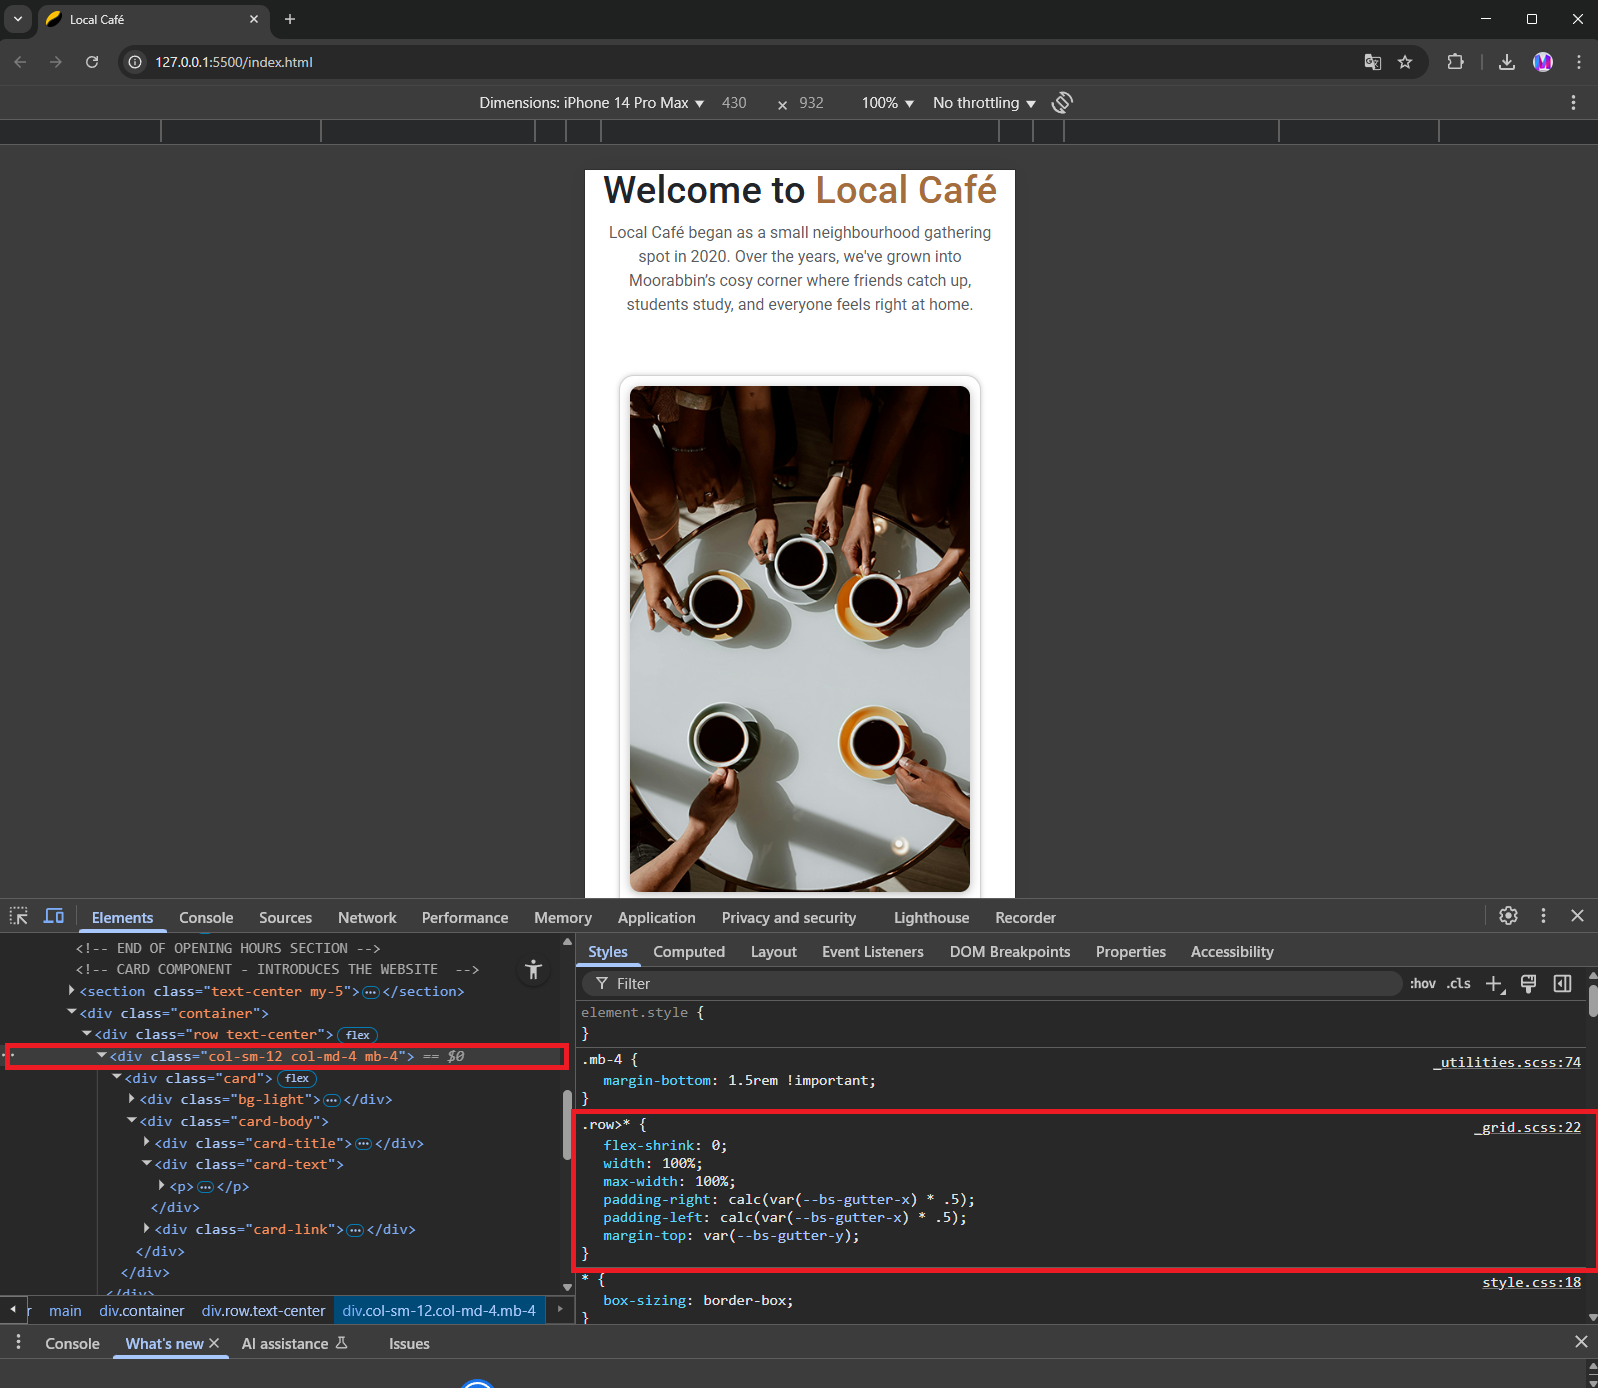 Local Café
127.0.0.1:5500/index.html
Dimensions: iPhone 14 Pro Max ▼ 430 × 932 100% ▼ No throttling ▼
Welcome to Local Café
Local Café began as a small neighbourhood gathering
spot in 2020. Over the years, we've grown into
Moorabbin’s cosy corner where friends catch up,
students study, and everyone feels right at home.
Elements Console Sources Network Performance Memory Application Privacy and security Lighthouse Recorder
<!-- END OF OPENING HOURS SECTION -->
<!-- CARD COMPONENT - INTRODUCES THE WEBSITE -->
<section class="text-center my-5">…</section>
<div class="container">
<div class="row text-center"> flex
<div class="col-sm-12 col-md-4 mb-4"> == $0
<div class="card"> flex
<div class="bg-light">…</div>
<div class="card-body">
<div class="card-title">…</div>
<div class="card-text">
<p>…</p>
</div>
<div class="card-link">…</div>
</div>
</div>
</div>
r main div.container div.row.text-center div.col-sm-12.col-md-4.mb-4
Styles Computed Layout Event Listeners DOM Breakpoints Properties Accessibility
Filter :hov .cls
element.style {
}
.mb-4 { _utilities.scss:74
margin-bottom: 1.5rem !important;
}
.row>* { _grid.scss:22
flex-shrink: 0;
width: 100%;
max-width: 100%;
padding-right: calc(var(--bs-gutter-x) * .5);
padding-left: calc(var(--bs-gutter-x) * .5);
margin-top: var(--bs-gutter-y);
}
* { style.css:18
box-sizing: border-box;
}
Console What's new AI assistance Issues